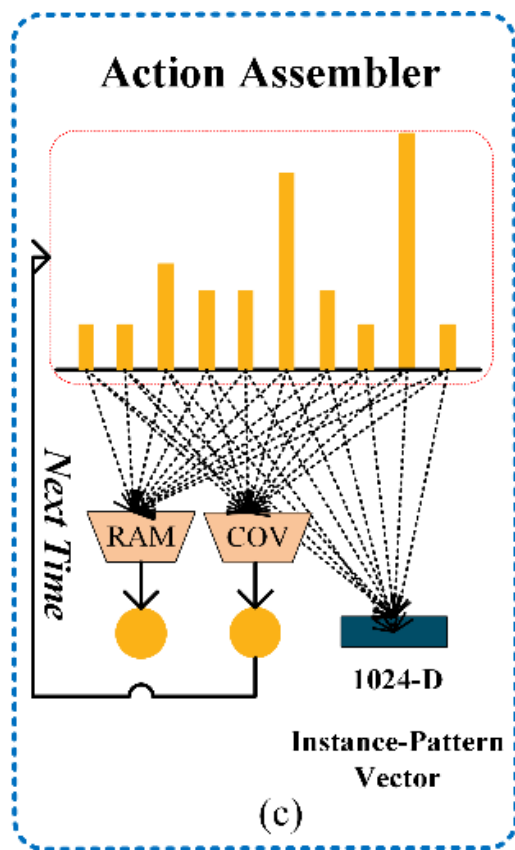 Action Assembler
Next Time
RAM
COV
1024-D
Instance-Pattern
Vector
(c)